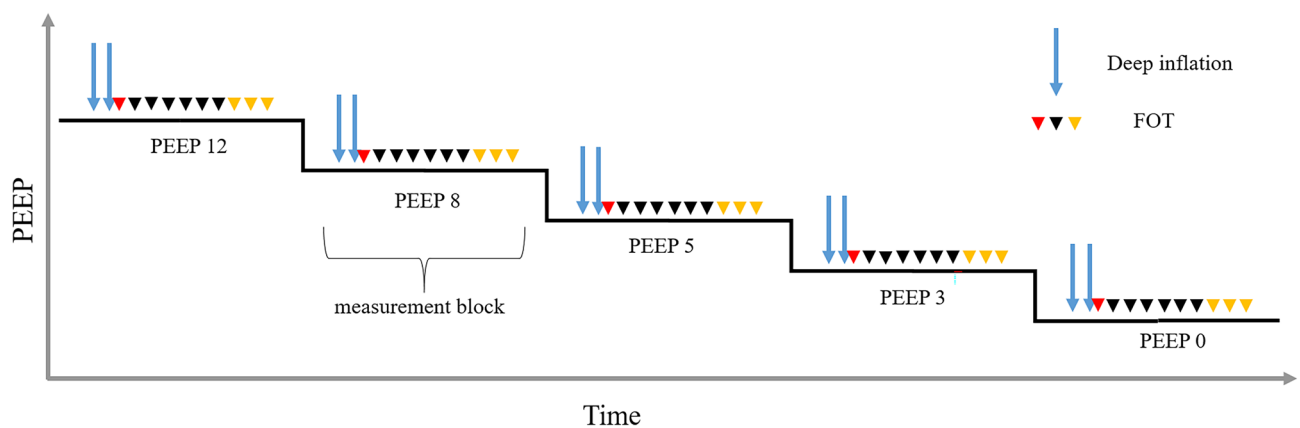 Deep inflation
FOT
PEEP 12
PEEP 8
PEEP 5
PEEP 3
PEEP 0
measurement block
PEEP
Time